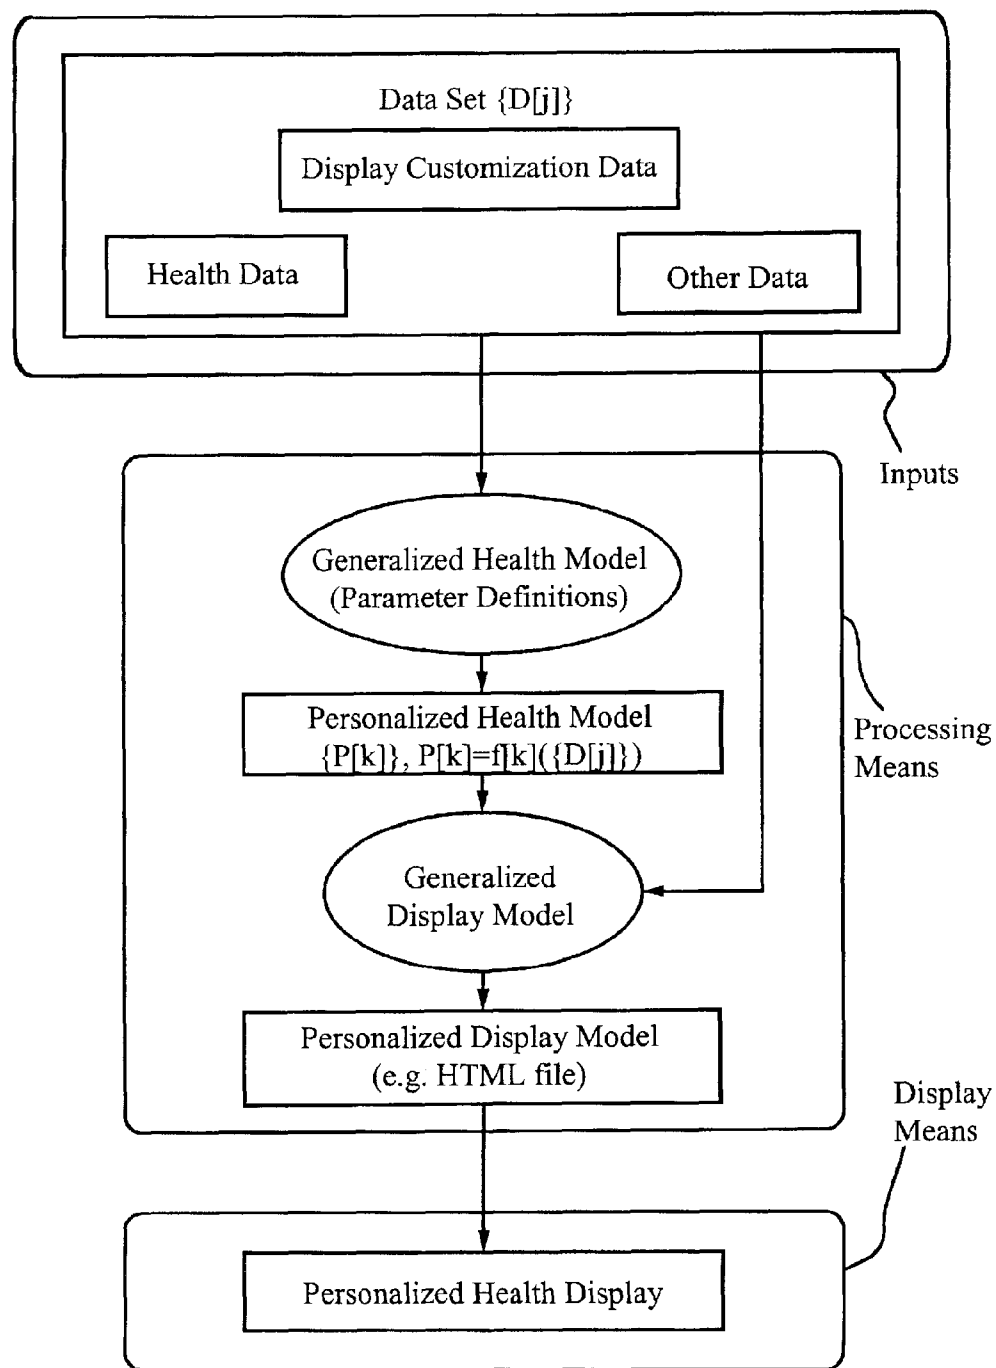 Data Set {D[j]}
Display Customization Data
Health Data
Other Data
Inputs
Generalized Health Model
(Parameter Definitions)
Personalized Health Model
{P[k]}, P[k]=f[k]({D[j]})
Processing
Means
Generalized
Display Model
Personalized Display Model
(e.g. HTML file)
Display
Means
Personalized Health Display